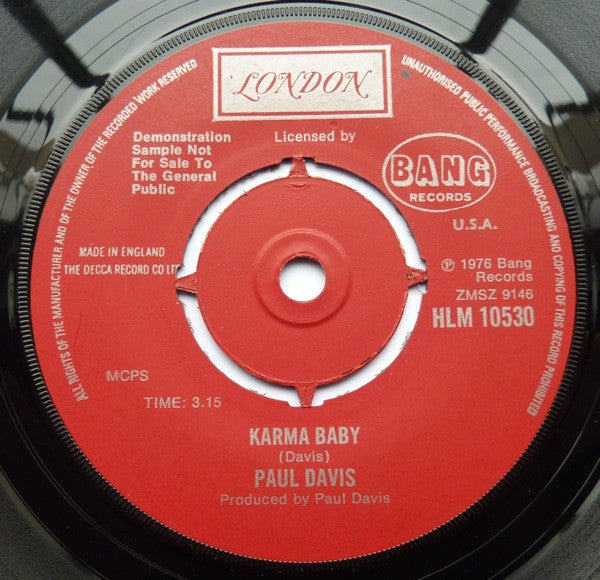 ALL RIGHTS OF THE MANUFACTURER AND OF THE OWNER OF THE RECORDED WORK RESERVED
UNAUTHORISED PUBLIC PERFORMANCE BROADCASTING AND COPYING OF THIS RECORD PROHIBITED
LONDON
Demonstration
Sample Not
For Sale To
The General
Public
Licensed by
BANG
RECORDS
U.S.A.
MADE IN ENGLAND
THE DECCA RECORD CO LT
℗ 1976 Bang
Records
ZMSZ 9146
HLM 10530
MCPS
TIME: 3.15
KARMA BABY
(Davis)
PAUL DAVIS
Produced by Paul Davis